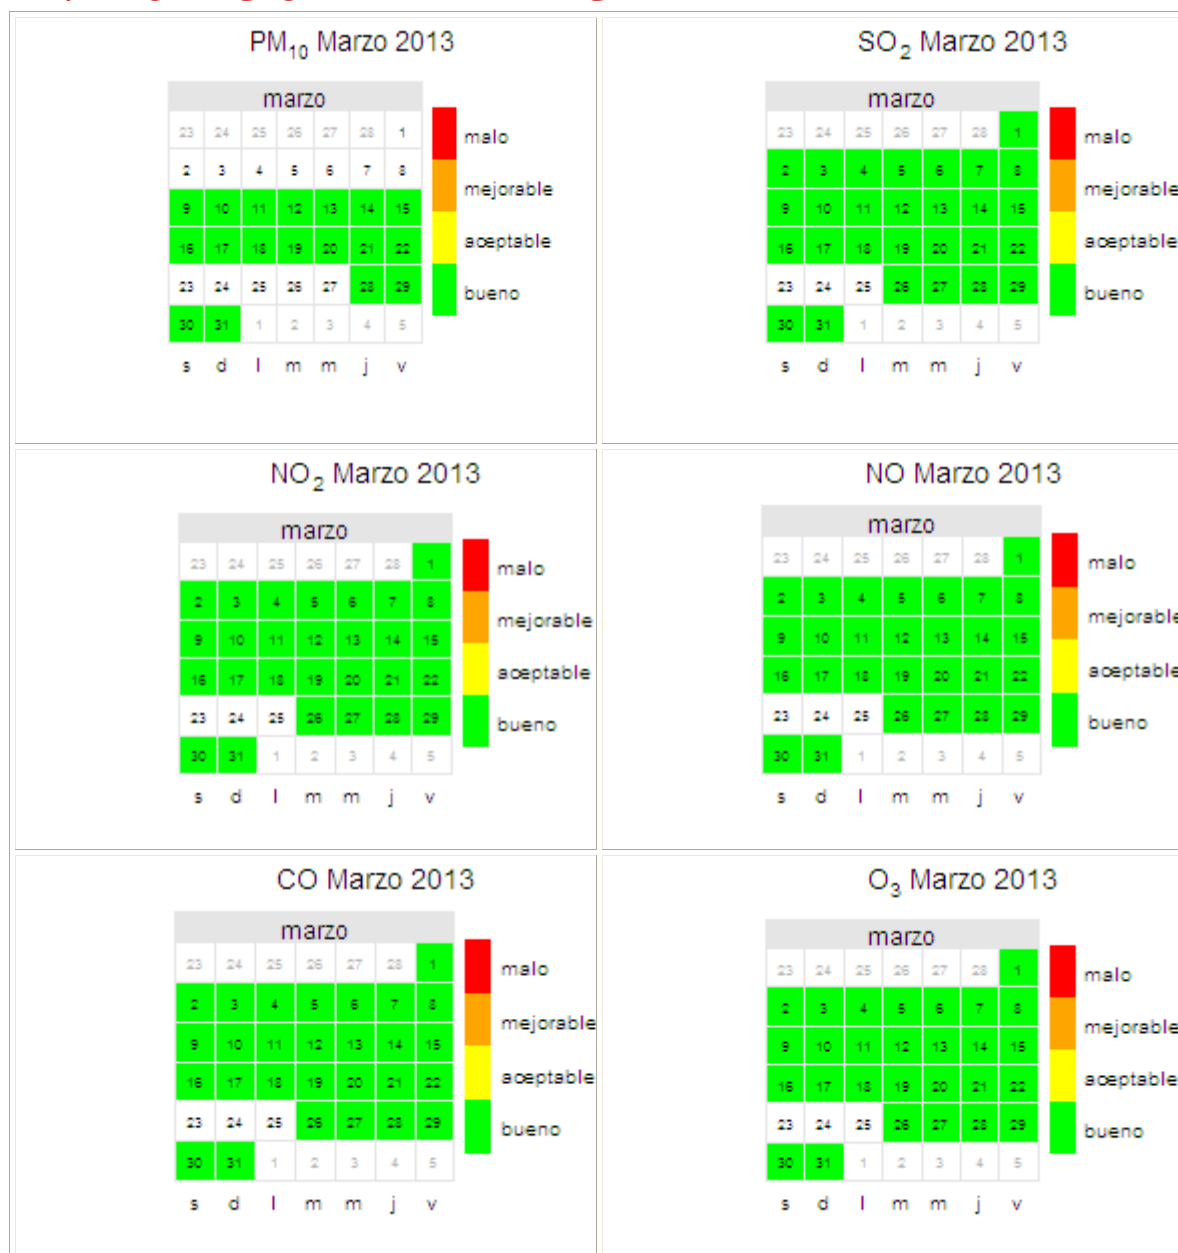 PM10 Marzo 2013
marzo
23 24 25 26 27 28 1
2 3 4 5 6 7 8
9 10 11 12 13 14 15
16 17 18 19 20 21 22
23 24 25 26 27 28 29
30 31 1 2 3 4 5
s d l m m j v
malo
mejorable
aceptable
bueno
SO2 Marzo 2013
marzo
23 24 25 26 27 28 1
2 3 4 5 6 7 8
9 10 11 12 13 14 15
16 17 18 19 20 21 22
23 24 25 26 27 28 29
30 31 1 2 3 4 5
s d l m m j v
malo
mejorable
aceptable
bueno
NO2 Marzo 2013
marzo
23 24 25 26 27 28 1
2 3 4 5 6 7 8
9 10 11 12 13 14 15
16 17 18 19 20 21 22
23 24 25 26 27 28 29
30 31 1 2 3 4 5
s d l m m j v
malo
mejorable
aceptable
bueno
NO Marzo 2013
marzo
23 24 25 26 27 28 1
2 3 4 5 6 7 8
9 10 11 12 13 14 15
16 17 18 19 20 21 22
23 24 25 26 27 28 29
30 31 1 2 3 4 5
s d l m m j v
malo
mejorable
aceptable
bueno
CO Marzo 2013
marzo
23 24 25 26 27 28 1
2 3 4 5 6 7 8
9 10 11 12 13 14 15
16 17 18 19 20 21 22
23 24 25 26 27 28 29
30 31 1 2 3 4 5
s d l m m j v
malo
mejorable
aceptable
bueno
O3 Marzo 2013
marzo
23 24 25 26 27 28 1
2 3 4 5 6 7 8
9 10 11 12 13 14 15
16 17 18 19 20 21 22
23 24 25 26 27 28 29
30 31 1 2 3 4 5
s d l m m j v
malo
mejorable
aceptable
bueno